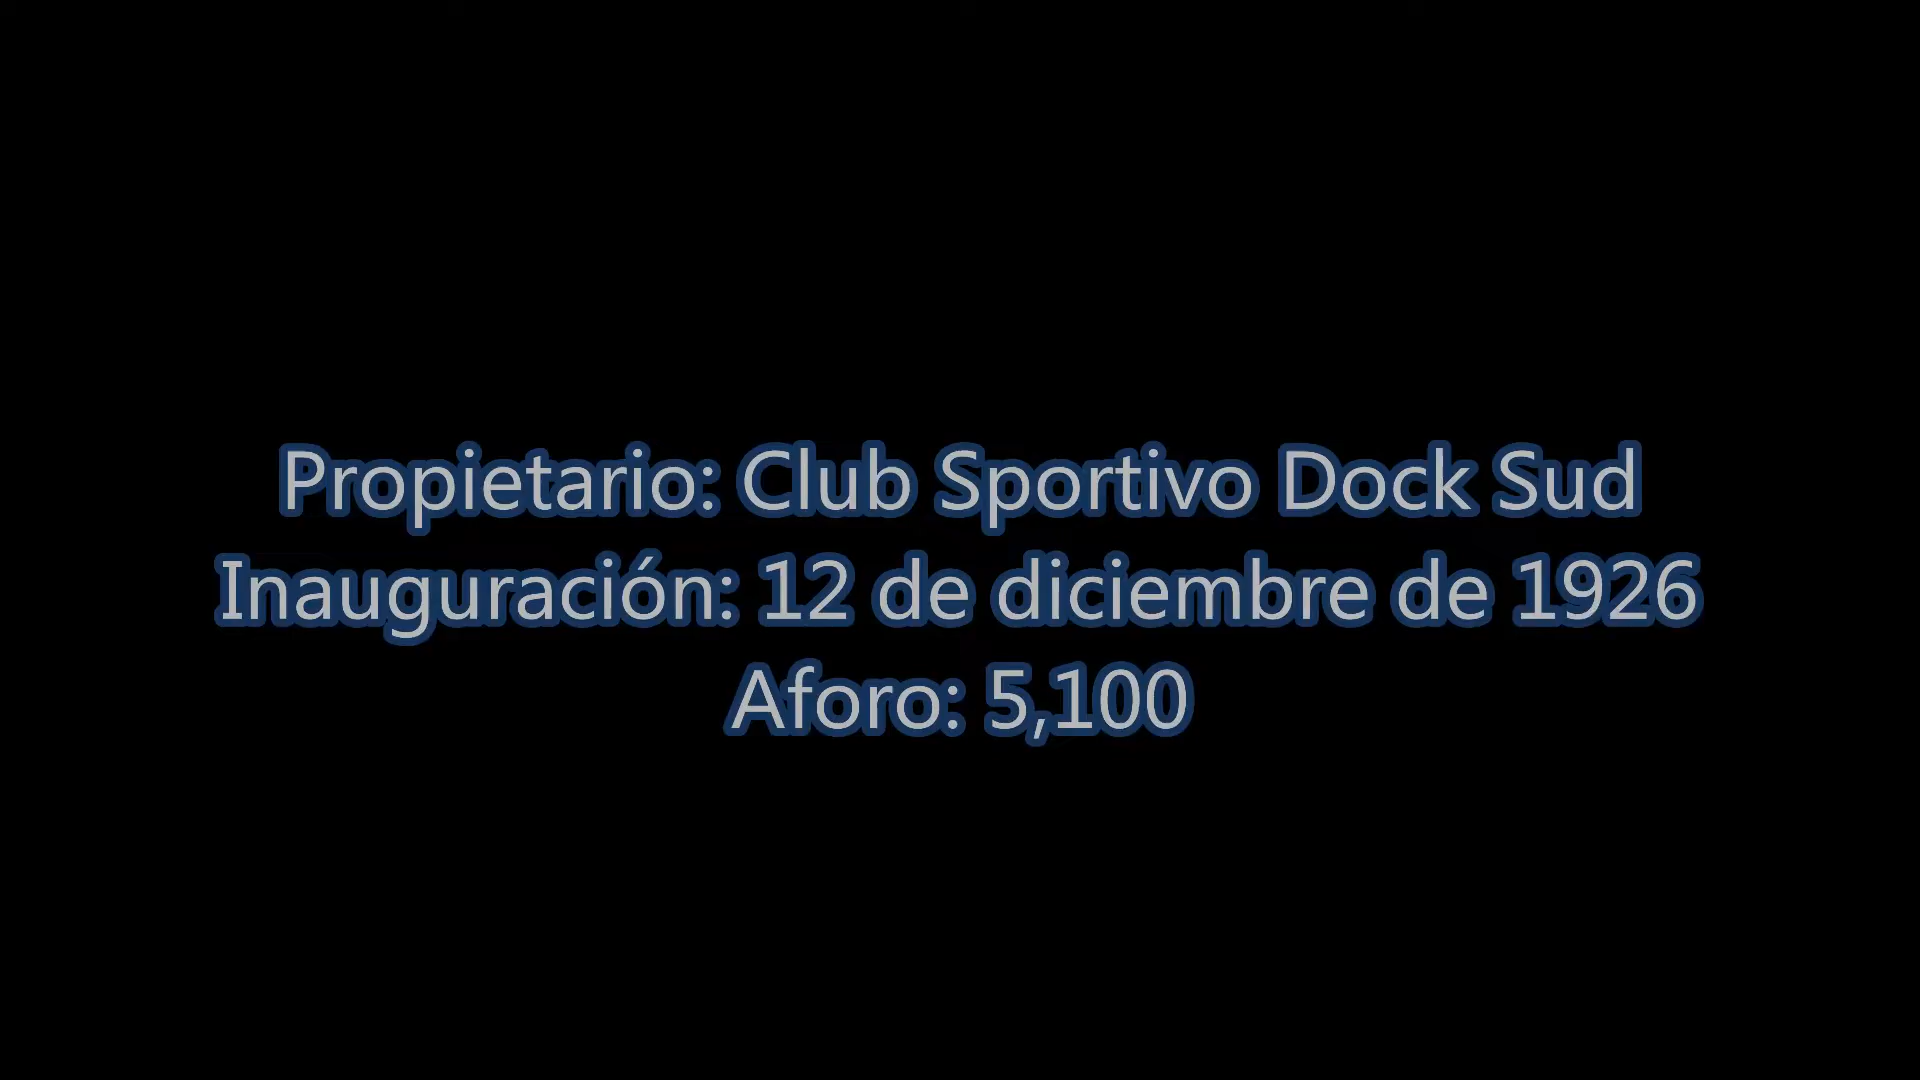 Propietario: Club Sportivo Dock Sud
Inauguración: 12 de diciembre de 1926
Aforo: 5,100